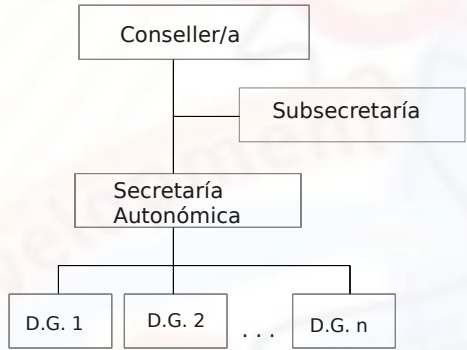 Conseller/a
Subsecretaría
Secretaría
Autonómica
D.G. 1
D.G. 2
. . .
D.G. n